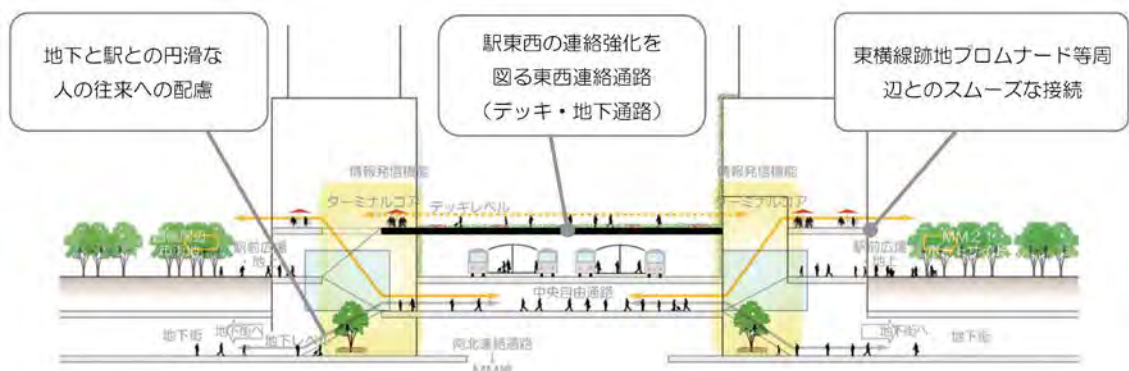 地下と駅との円滑な
人の往来への配慮
駅東西の連絡強化を
図る東西連絡通路
（デッキ・地下通路）
東横線跡地プロムナード等周
辺とのスムーズな接続
情報発信機能
情報発信機能
ターミナルコア
デッキレベル
ターミナルコア
駅前広場
・地上
駅前広場
・地上
中央自由通路
地下街
地下街へ
地下レベル
南北連絡通路
MM線
地下街へ
地下街